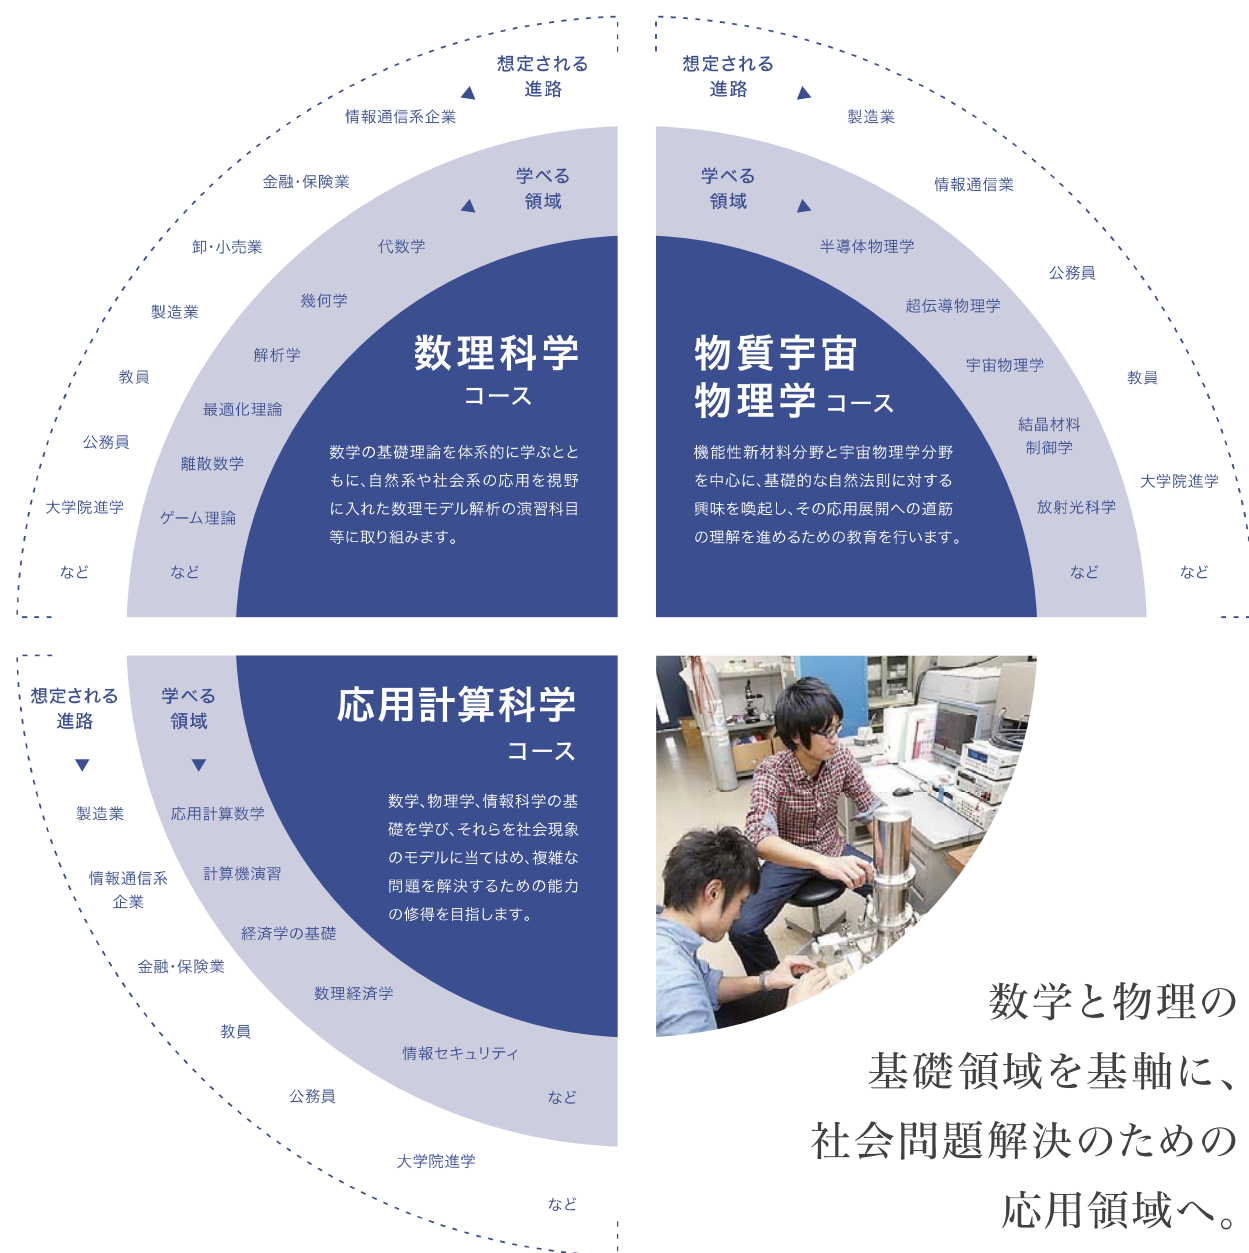 想定される
進路
情報通信系企業
金融・保険業
卸・小売業
製造業
教員
公務員
大学院進学
など
学べる
領域
代数学
幾何学
解析学
最適化理論
離散数学
ゲーム理論
など
数理科学
コース
数学の基礎理論を体系的に学ぶとと
もに、自然系や社会系の応用を視野
に入れた数理モデル解析の演習科目
等に取り組みます。
想定される
進路
製造業
情報通信業
公務員
教員
大学院進学
など
学べる
領域
半導体物理学
超伝導物理学
宇宙物理学
結晶材料
制御学
放射光科学
など
物質宇宙
物理学 コース
機能性新材料分野と宇宙物理学分野
を中心に、基礎的な自然法則に対する
興味を喚起し、その応用展開への道筋
の理解を進めるための教育を行います。
想定される
進路
製造業
情報通信系
企業
金融・保険業
教員
公務員
大学院進学
など
学べる
領域
応用計算数学
計算機演習
経済学の基礎
数理経済学
情報セキュリティ
など
応用計算科学
コース
数学、物理学、情報科学の基
礎を学び、それらを社会現象
のモデルに当てはめ、複雑な
問題を解決するための能力
の修得を目指します。
数学と物理の
基礎領域を基軸に、
社会問題解決のための
応用領域へ。